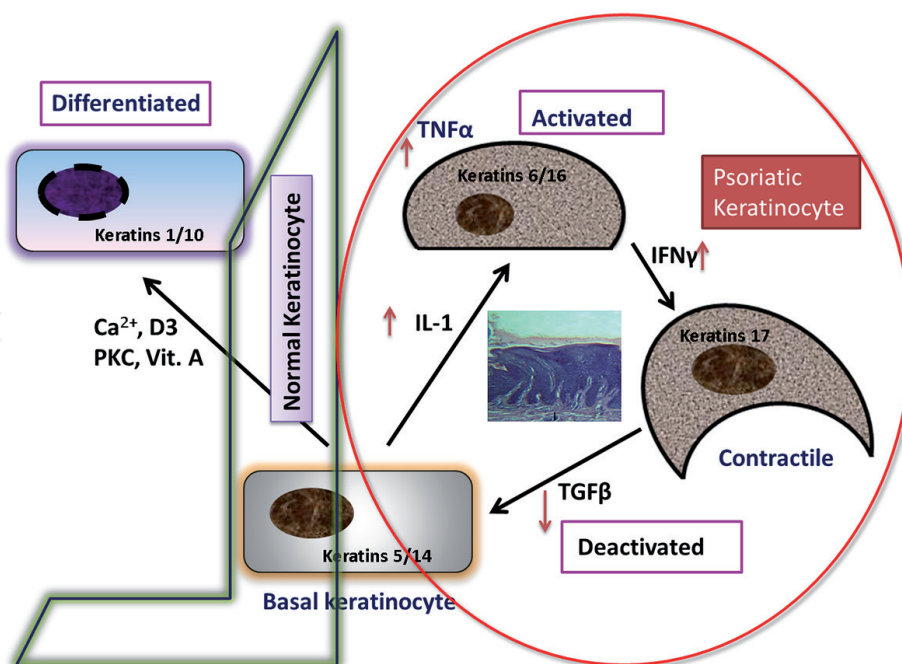 Differentiated
Keratins 1/10
Ca²⁺, D3
PKC, Vit. A
Normal Keratinocyte
TNFα
Activated
Keratins 6/16
Psoriatic
Keratinocyte
IFNγ
IL-1
Keratins 17
Contractile
TGFβ
Deactivated
Keratins 5/14
Basal keratinocyte